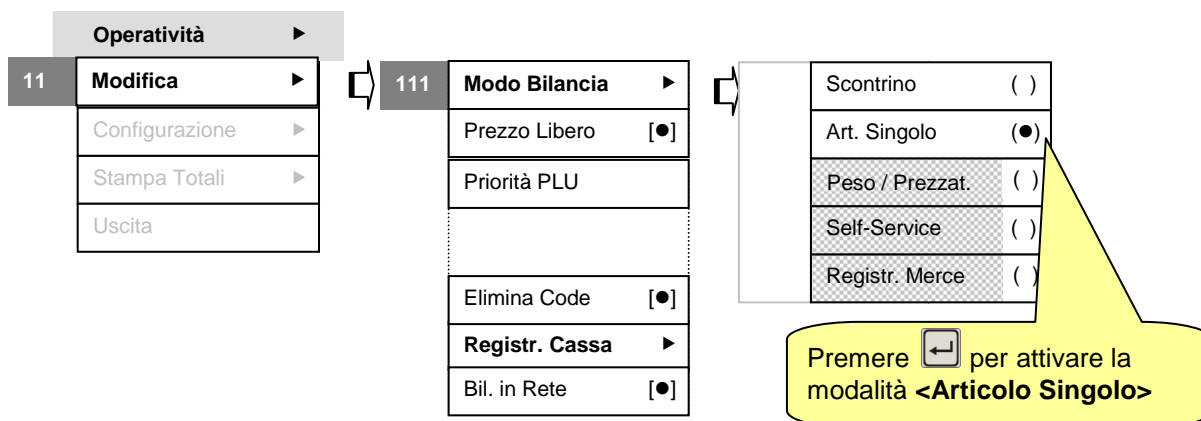 Operatività ►
11 Modifica ►
Configurazione ►
Stampa Totali ►
Uscita
111 Modo Bilancia ►
Prezzo Libero [●]
Priorità PLU
Elimina Code [●]
Registr. Cassa ►
Bil. in Rete [●]
Scontrino ( )
Art. Singolo (●)
Peso / Prezzat. ( )
Self-Service ( )
Registr. Merce ( )
Premere ↵ per attivare la
modalità <Articolo Singolo>